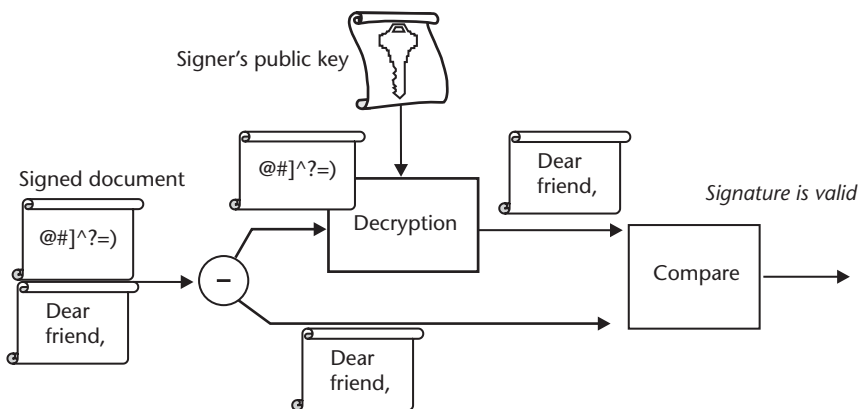 Signer's public key
@#]^?=)
Dear
friend,
Signed document
Signature is valid
@#]^?=)
Decryption
–
Compare
Dear
friend,
Dear
friend,